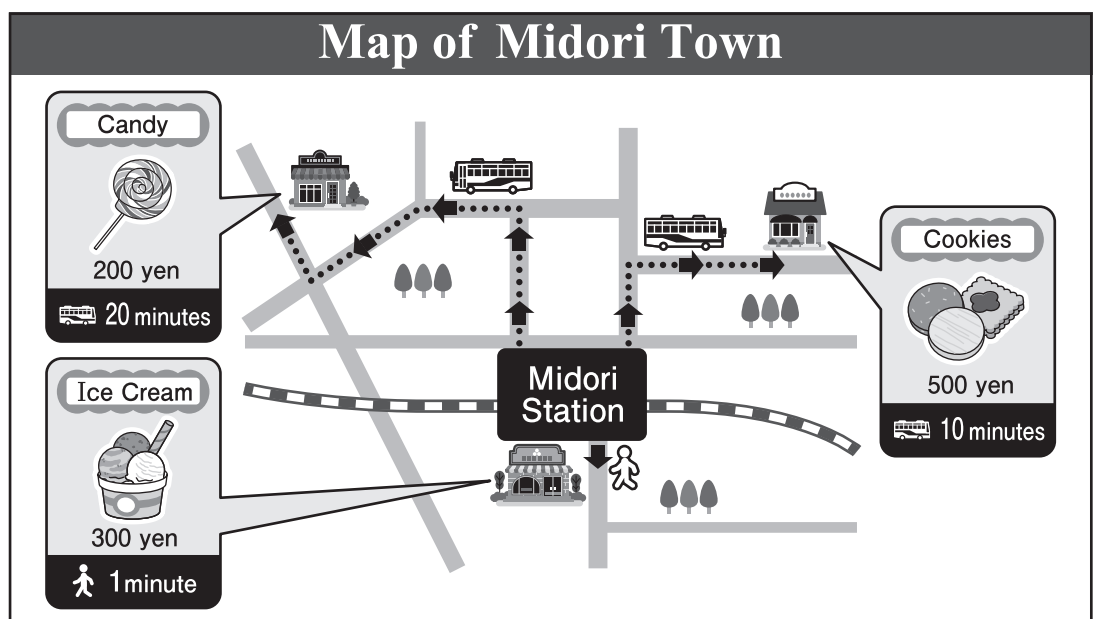 Map of Midori Town
Candy
200 yen
20 minutes
Ice Cream
300 yen
1 minute
Midori
Station
Cookies
500 yen
10 minutes